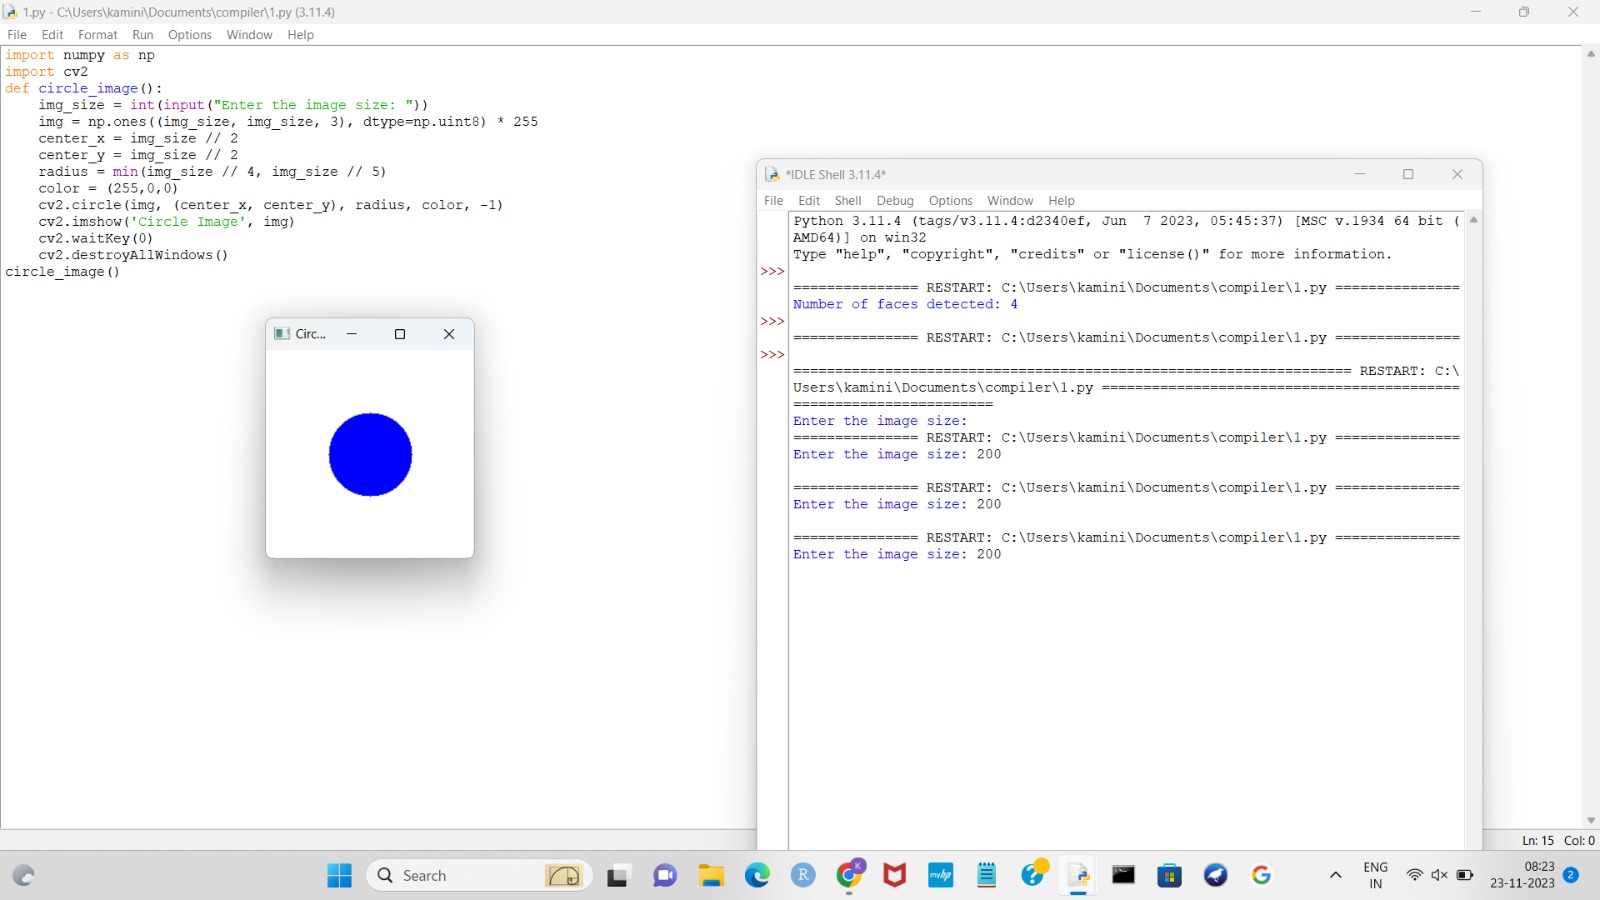 1.py - C:\Users\kamini\Documents\compiler\1.py (3.11.4)
File Edit Format Run Options Window Help
import numpy as np
import cv2
def circle_image():
    img_size = int(input("Enter the image size: "))
    img = np.ones((img_size, img_size, 3), dtype=np.uint8) * 255
    center_x = img_size // 2
    center_y = img_size // 2
    radius = min(img_size // 4, img_size // 5)
    color = (255,0,0)
    cv2.circle(img, (center_x, center_y), radius, color, -1)
    cv2.imshow('Circle Image', img)
    cv2.waitKey(0)
    cv2.destroyAllWindows()
circle_image()
Circ...
*IDLE Shell 3.11.4*
File Edit Shell Debug Options Window Help
Python 3.11.4 (tags/v3.11.4:d2340ef, Jun  7 2023, 05:45:37) [MSC v.1934 64 bit (
AMD64)] on win32
Type "help", "copyright", "credits" or "license()" for more information.
>>>
=============== RESTART: C:\Users\kamini\Documents\compiler\1.py ===============
Number of faces detected: 4
>>>
=============== RESTART: C:\Users\kamini\Documents\compiler\1.py ===============
>>>
=================================================================== RESTART: C:\
Users\kamini\Documents\compiler\1.py ===========================================
========================
Enter the image size:
=============== RESTART: C:\Users\kamini\Documents\compiler\1.py ===============
Enter the image size: 200
=============== RESTART: C:\Users\kamini\Documents\compiler\1.py ===============
Enter the image size: 200
=============== RESTART: C:\Users\kamini\Documents\compiler\1.py ===============
Enter the image size: 200
Ln: 15 Col: 0
Search
R
K
myhp
?
G
ENG
IN
08:23
23-11-2023
2